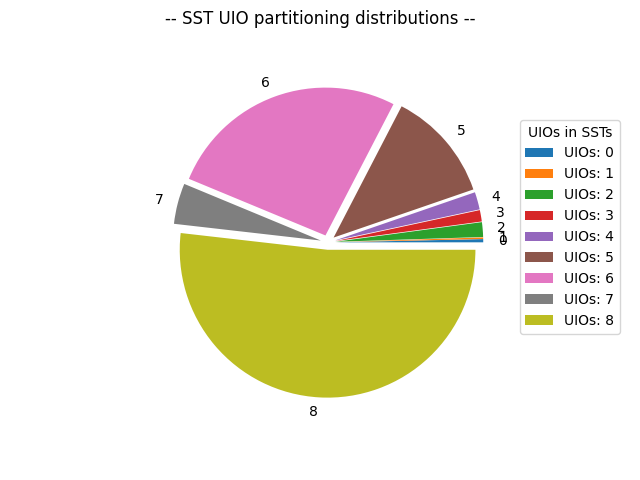 -- SST UIO partitioning distributions --
6
5
7
4
3
2
1
0
8
UIOs in SSTs
UIOs: 0
UIOs: 1
UIOs: 2
UIOs: 3
UIOs: 4
UIOs: 5
UIOs: 6
UIOs: 7
UIOs: 8